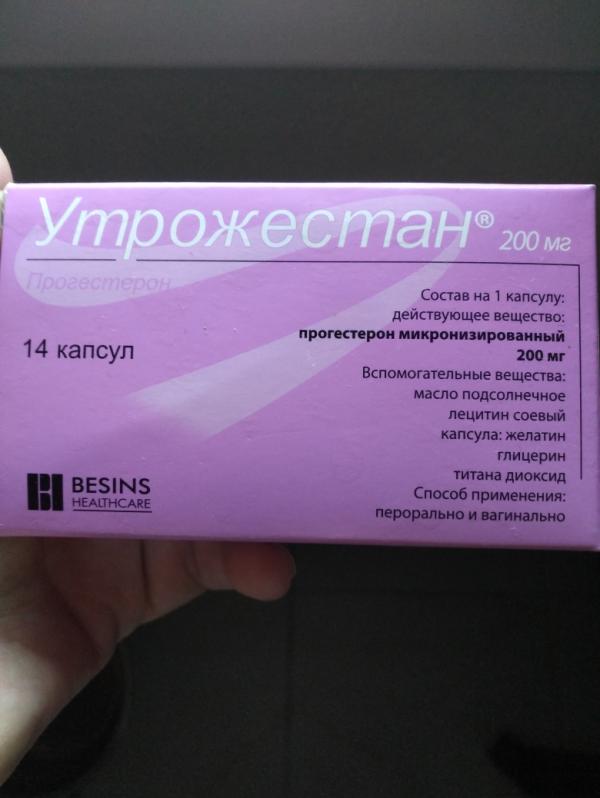 Утрожестан® 200 мг
Прогестерон
14 капсул
Состав на 1 капсулу:
действующее вещество:
прогестерон микронизированный
200 мг
Вспомогательные вещества:
масло подсолнечное
лецитин соевый
капсула: желатин
глицерин
титана диоксид
Способ применения:
перорально и вагинально
BESINS
HEALTHCARE